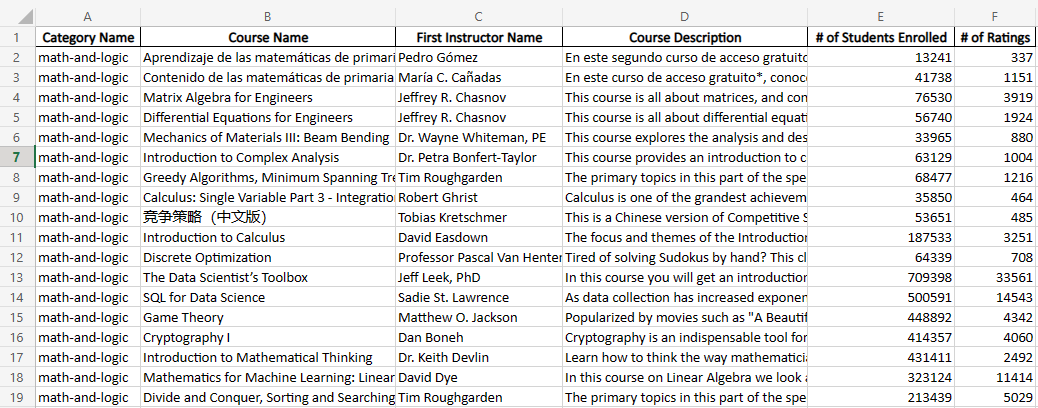 A B C D E F
1 Category Name Course Name First Instructor Name Course Description # of Students Enrolled # of Ratings
2 math-and-logic Aprendizaje de las matemáticas de primari Pedro Gómez En este segundo curso de acceso gratuito 13241 337
3 math-and-logic Contenido de las matemáticas de primaria María C. Cañadas En este curso de acceso gratuito*, conoc 41738 1151
4 math-and-logic Matrix Algebra for Engineers Jeffrey R. Chasnov This course is all about matrices, and con 76530 3919
5 math-and-logic Differential Equations for Engineers Jeffrey R. Chasnov This course is all about differential equati 56740 1924
6 math-and-logic Mechanics of Materials III: Beam Bending Dr. Wayne Whiteman, PE This course explores the analysis and des 33965 880
7 math-and-logic Introduction to Complex Analysis Dr. Petra Bonfert-Taylor This course provides an introduction to c 63129 1004
8 math-and-logic Greedy Algorithms, Minimum Spanning Tre Tim Roughgarden The primary topics in this part of the spe 68477 1216
9 math-and-logic Calculus: Single Variable Part 3 - Integratio Robert Ghrist Calculus is one of the grandest achievem 35850 464
10 math-and-logic 竞争策略（中文版） Tobias Kretschmer This is a Chinese version of Competitive S 53651 485
11 math-and-logic Introduction to Calculus David Easdown The focus and themes of the Introduction 187533 3251
12 math-and-logic Discrete Optimization Professor Pascal Van Henter Tired of solving Sudokus by hand? This cl 64339 708
13 math-and-logic The Data Scientist’s Toolbox Jeff Leek, PhD In this course you will get an introduction 709398 33561
14 math-and-logic SQL for Data Science Sadie St. Lawrence As data collection has increased exponen 500591 14543
15 math-and-logic Game Theory Matthew O. Jackson Popularized by movies such as "A Beautif 448892 4342
16 math-and-logic Cryptography I Dan Boneh Cryptography is an indispensable tool for 414357 4060
17 math-and-logic Introduction to Mathematical Thinking Dr. Keith Devlin Learn how to think the way mathematicia 431411 2492
18 math-and-logic Mathematics for Machine Learning: Linear David Dye In this course on Linear Algebra we look a 323124 11414
19 math-and-logic Divide and Conquer, Sorting and Searching Tim Roughgarden The primary topics in this part of the spe 213439 5029